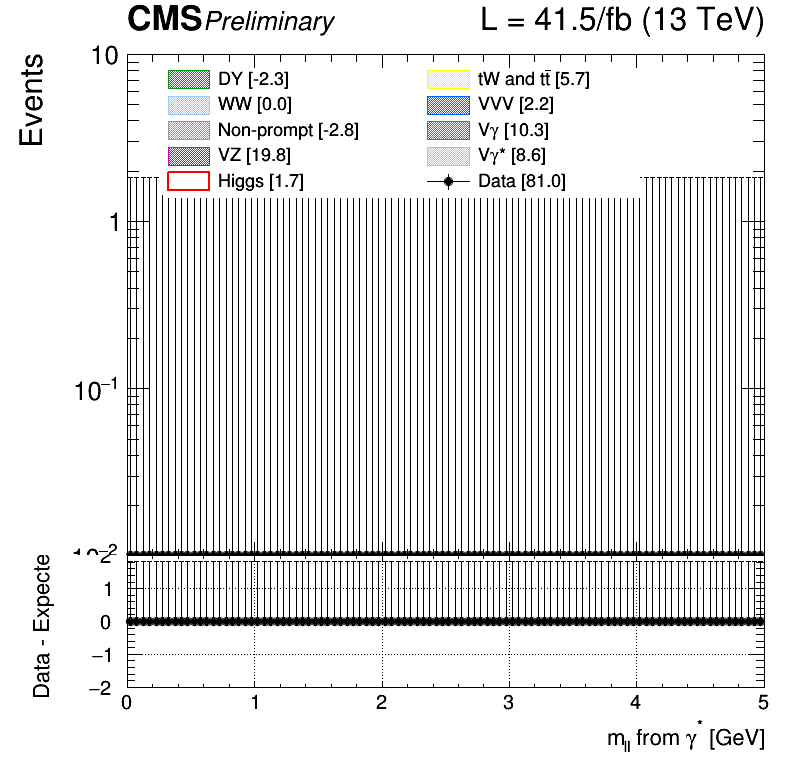 CMS Preliminary L = 41.5/fb (13 TeV)
Events
10
1
10⁻¹
10⁻²
DY [-2.3]
WW [0.0]
Non-prompt [-2.8]
VZ [19.8]
Higgs [1.7]
tW and tt̄ [5.7]
VVV [2.2]
Vγ [10.3]
Vγ* [8.6]
Data [81.0]
Data - Expecte
2
1
0
−1
−2
0 1 2 3 4 5
m_ll from γ* [GeV]